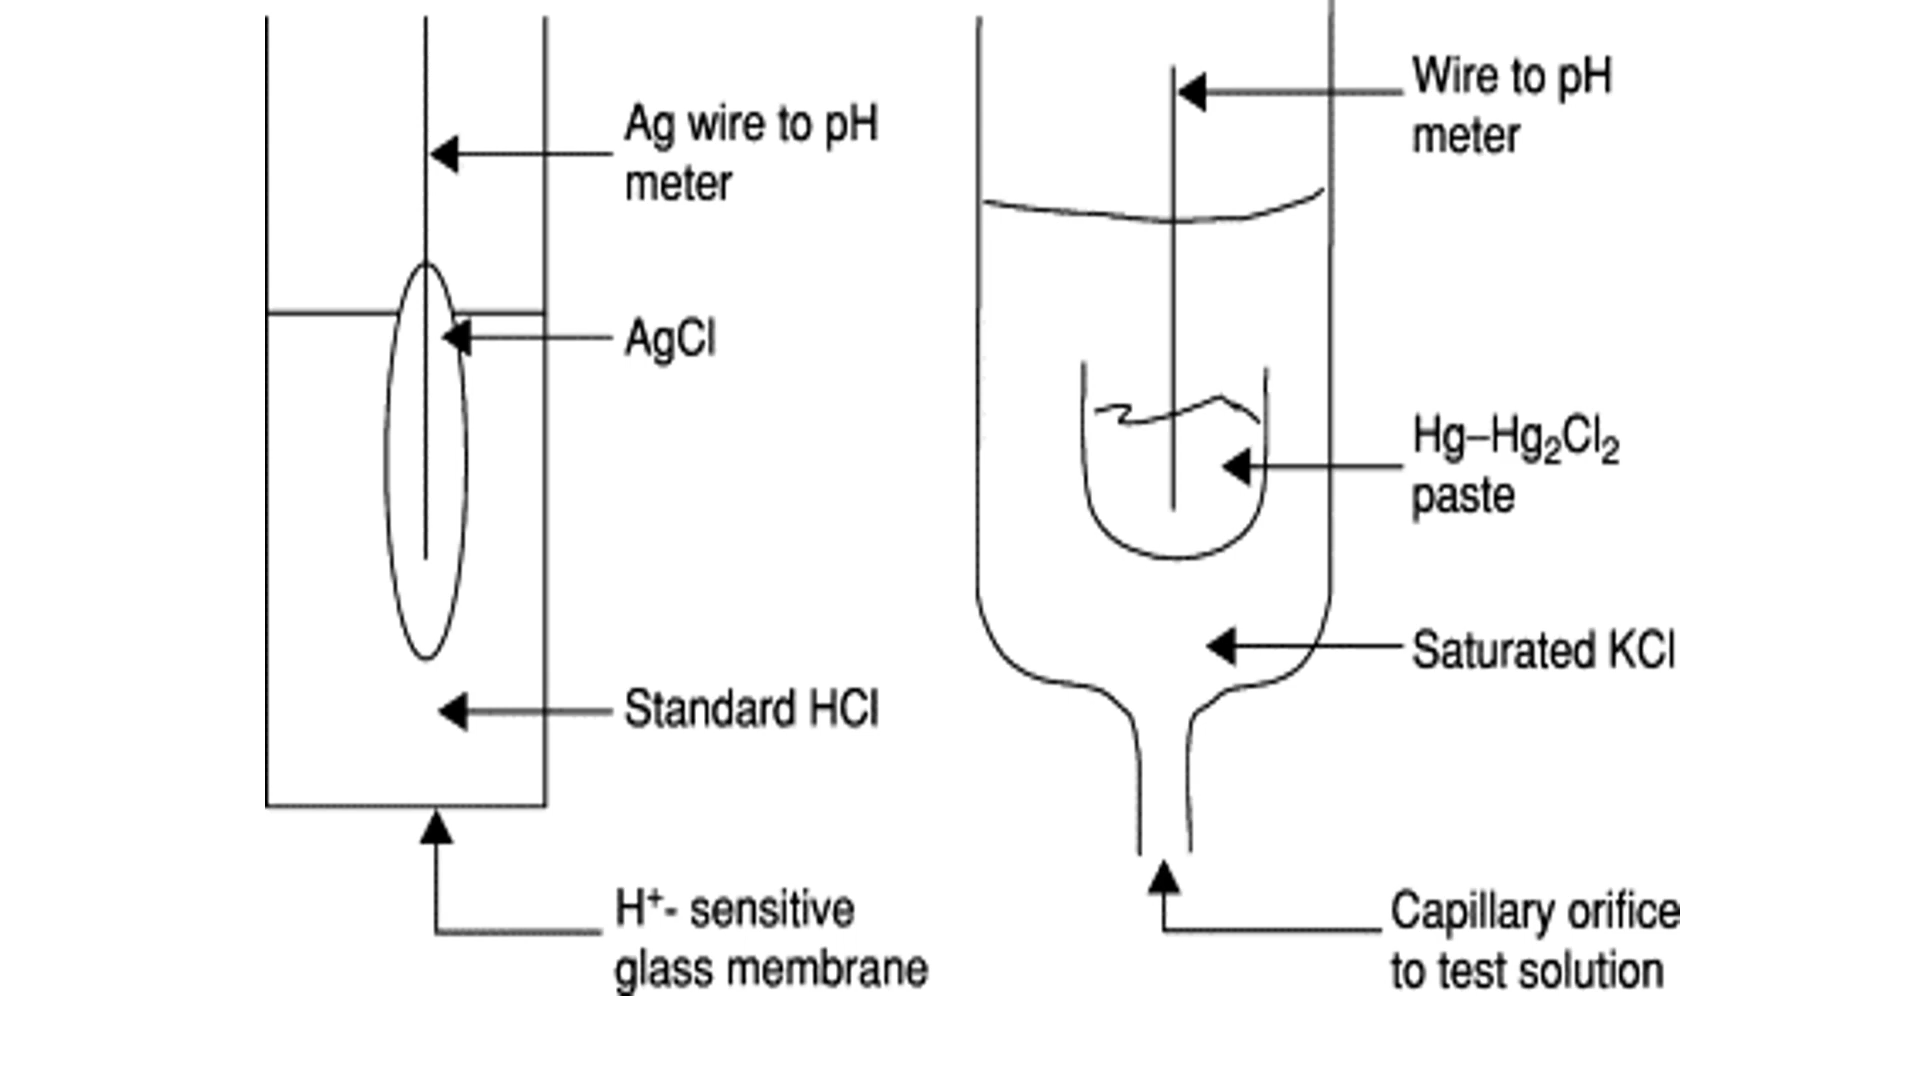 Ag wire to pH
meter
AgCl
Standard HCl
H⁺- sensitive
glass membrane
Wire to pH
meter
Hg–Hg₂Cl₂
paste
Saturated KCl
Capillary orifice
to test solution